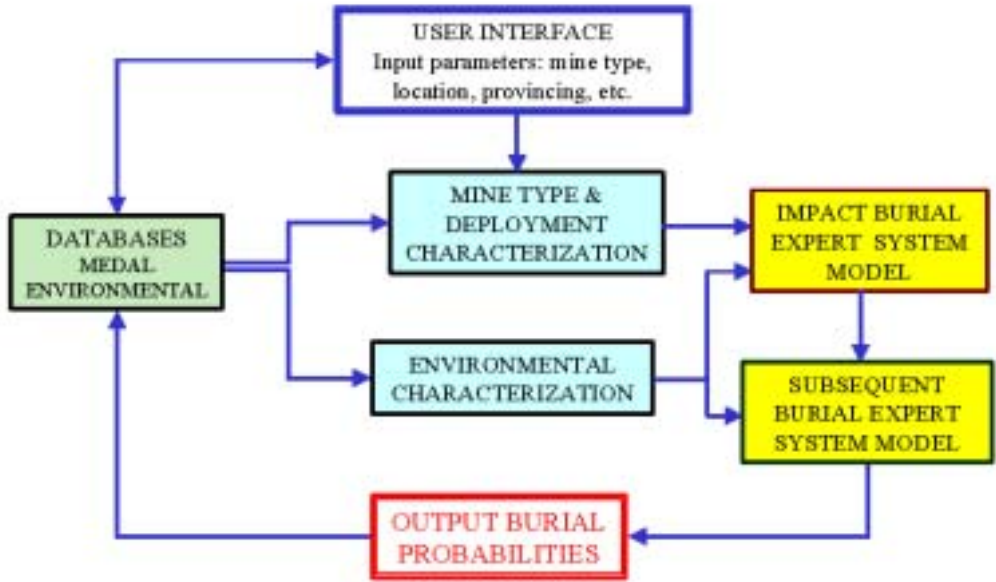 USER INTERFACE
Input parameters: mine type,
location, provincing, etc.
MINE TYPE &
DEPLOYMENT
CHARACTERIZATION
IMPACT BURIAL
EXPERT SYSTEM
MODEL
DATABASES
MEDAL
ENVIRONMENTAL
ENVIRONMENTAL
CHARACTERIZATION
SUBSEQUENT
BURIAL EXPERT
SYSTEM MODEL
OUTPUT BURIAL
PROBABILITIES